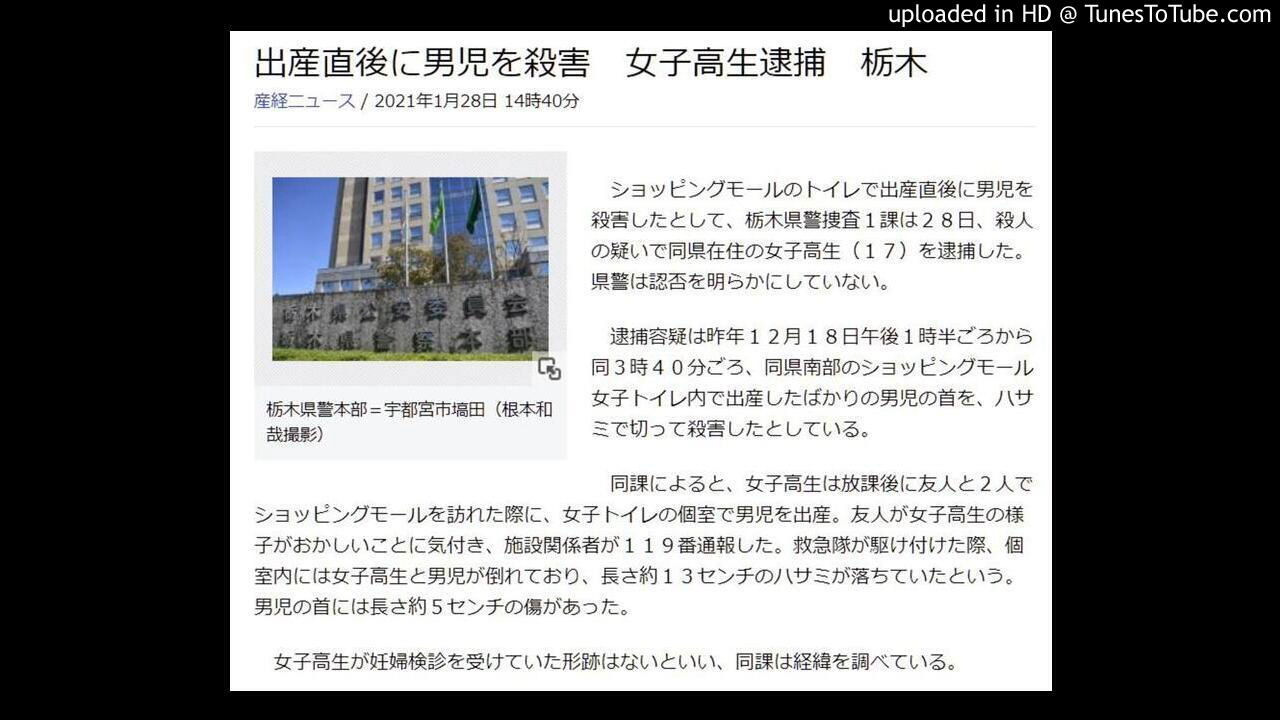 uploaded in HD @ TunesToTube.com
出産直後に男児を殺害　女子高生逮捕　栃木
産経ニュース / 2021年1月28日 14時40分
栃木県公安委員会
栃木県警察本部
栃木県警本部＝宇都宮市塙田（根本和
哉撮影）
　ショッピングモールのトイレで出産直後に男児を
殺害したとして、栃木県警捜査１課は２８日、殺人
の疑いで同県在住の女子高生（１７）を逮捕した。
県警は認否を明らかにしていない。
　逮捕容疑は昨年１２月１８日午後１時半ごろから
同３時４０分ごろ、同県南部のショッピングモール
女子トイレ内で出産したばかりの男児の首を、ハサ
ミで切って殺害したとしている。
　同課によると、女子高生は放課後に友人と２人で
ショッピングモールを訪れた際に、女子トイレの個室で男児を出産。友人が女子高生の様
子がおかしいことに気付き、施設関係者が１１９番通報した。救急隊が駆け付けた際、個
室内には女子高生と男児が倒れており、長さ約１３センチのハサミが落ちていたという。
男児の首には長さ約５センチの傷があった。
　女子高生が妊婦検診を受けていた形跡はないといい、同課は経緯を調べている。